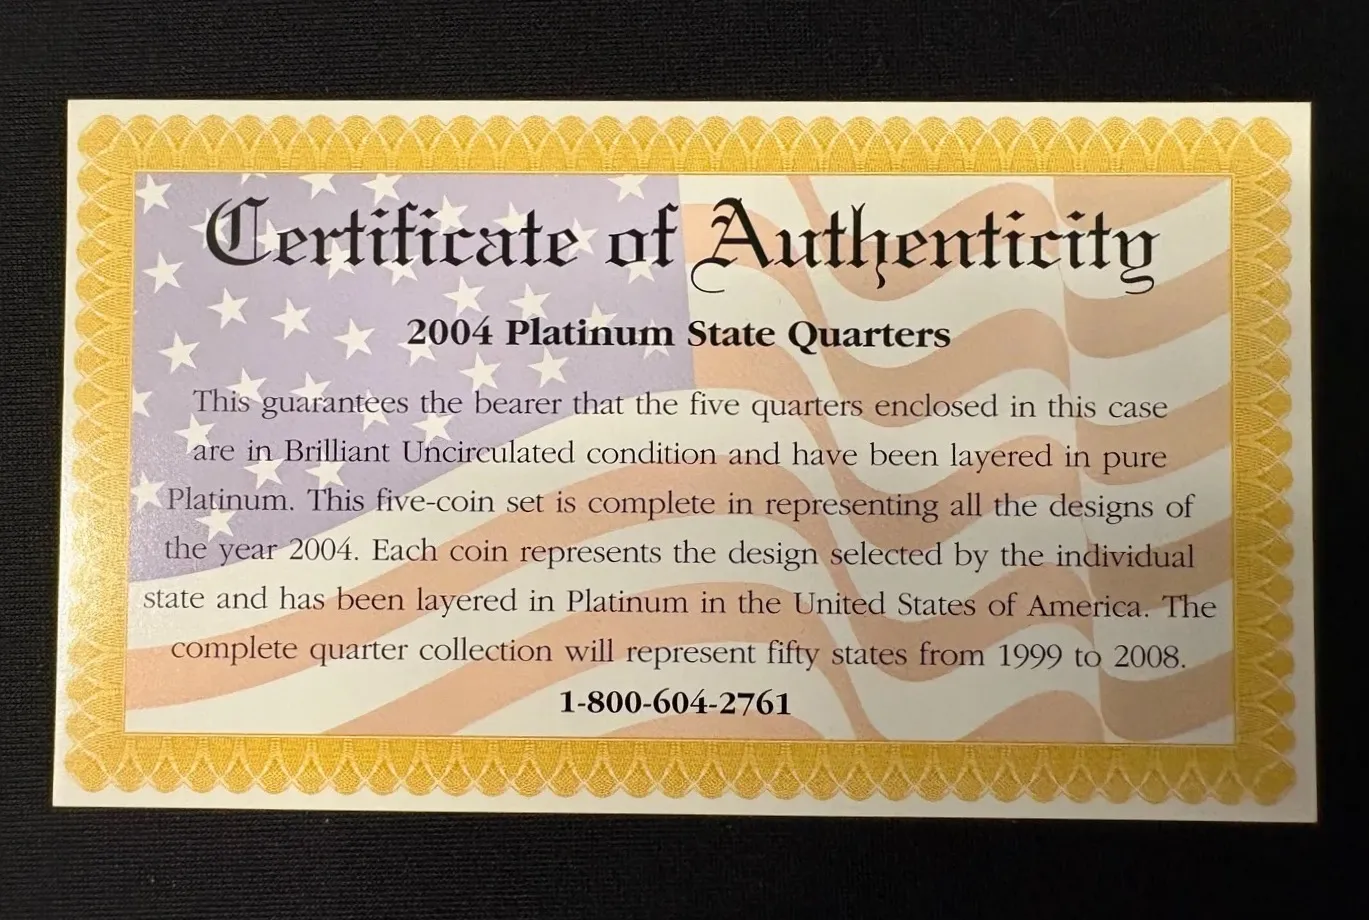 Certificate of Authenticity
2004 Platinum State Quarters
This guarantees the bearer that the five quarters enclosed in this case
are in Brilliant Uncirculated condition and have been layered in pure
Platinum. This five-coin set is complete in representing all the designs of
the year 2004. Each coin represents the design selected by the individual
state and has been layered in Platinum in the United States of America. The
complete quarter collection will represent fifty states from 1999 to 2008.
1-800-604-2761